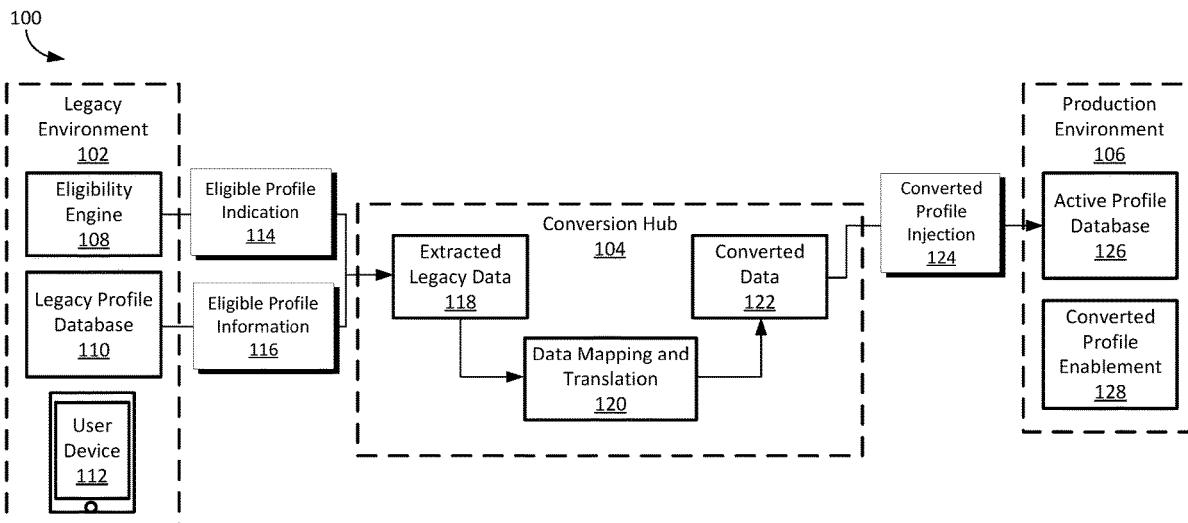 100
Legacy
Environment
102
Eligibility
Engine
108
Legacy Profile
Database
110
User
Device
112
Eligible Profile
Indication
114
Eligible Profile
Information
116
Conversion Hub
104
Extracted
Legacy Data
118
Data Mapping and
Translation
120
Converted
Data
122
Converted
Profile
Injection
124
Production
Environment
106
Active Profile
Database
126
Converted
Profile
Enablement
128